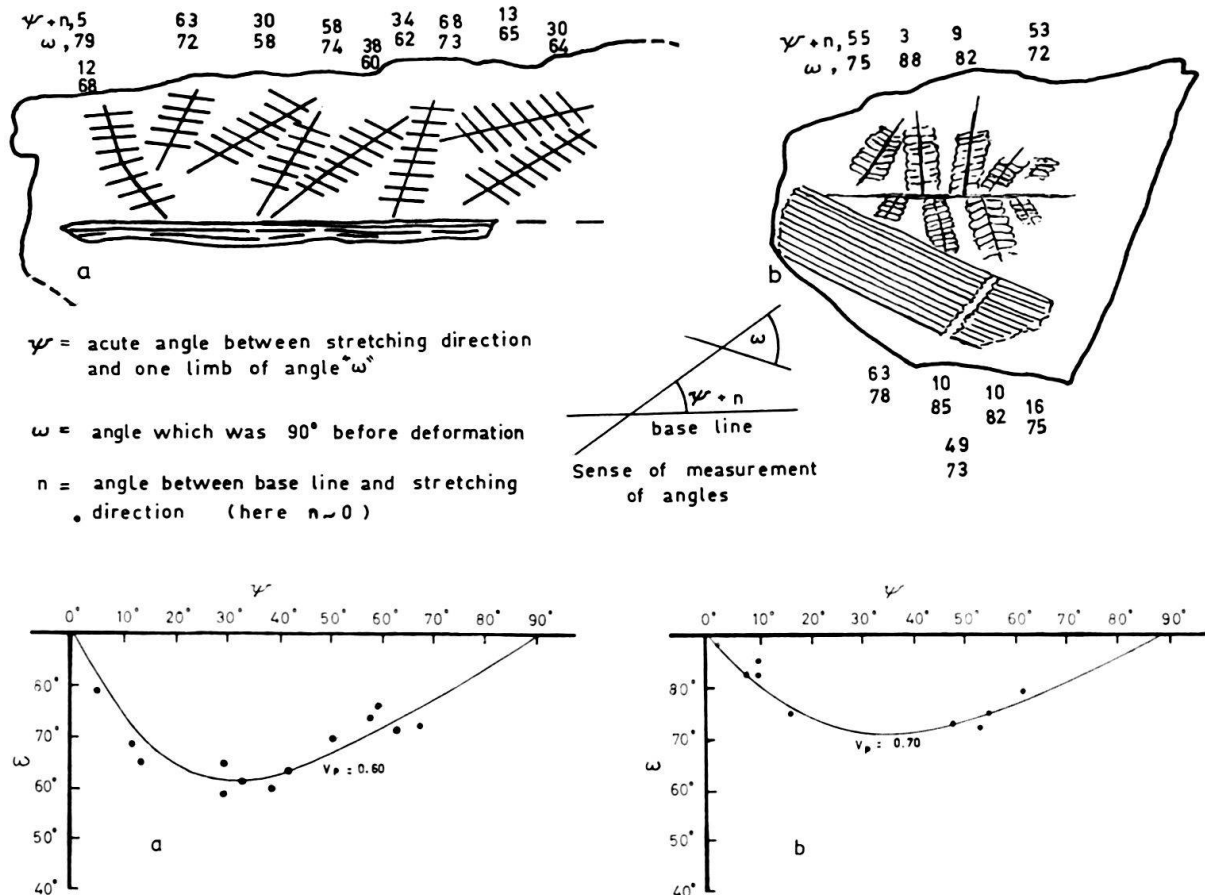 ψ+n, 5 63 30 58 34 68 13 30
ω, 79 72 58 74 38 62 73 65 64
60
12
68
a
ψ+n, 55 3 9 53
ω, 75 88 82 72
b
63 10 10 16
78 85 82 75
49
73
ψ = acute angle between stretching direction
and one limb of angle "ω"
ω = angle which was 90° before deformation
n = angle between base line and stretching
direction (here n∼0)
ω
ψ+n
base line
Sense of measurement
of angles
ψ
0° 10° 20° 30° 40° 50° 60° 70° 80° 90°
60°
70°
60°
50°
40°
ω
Vp = 0.60
a
ψ
0° 10° 20° 30° 40° 50° 60° 70° 80° 90°
80°
70°
60°
50°
40°
ω
Vp = 0.70
b